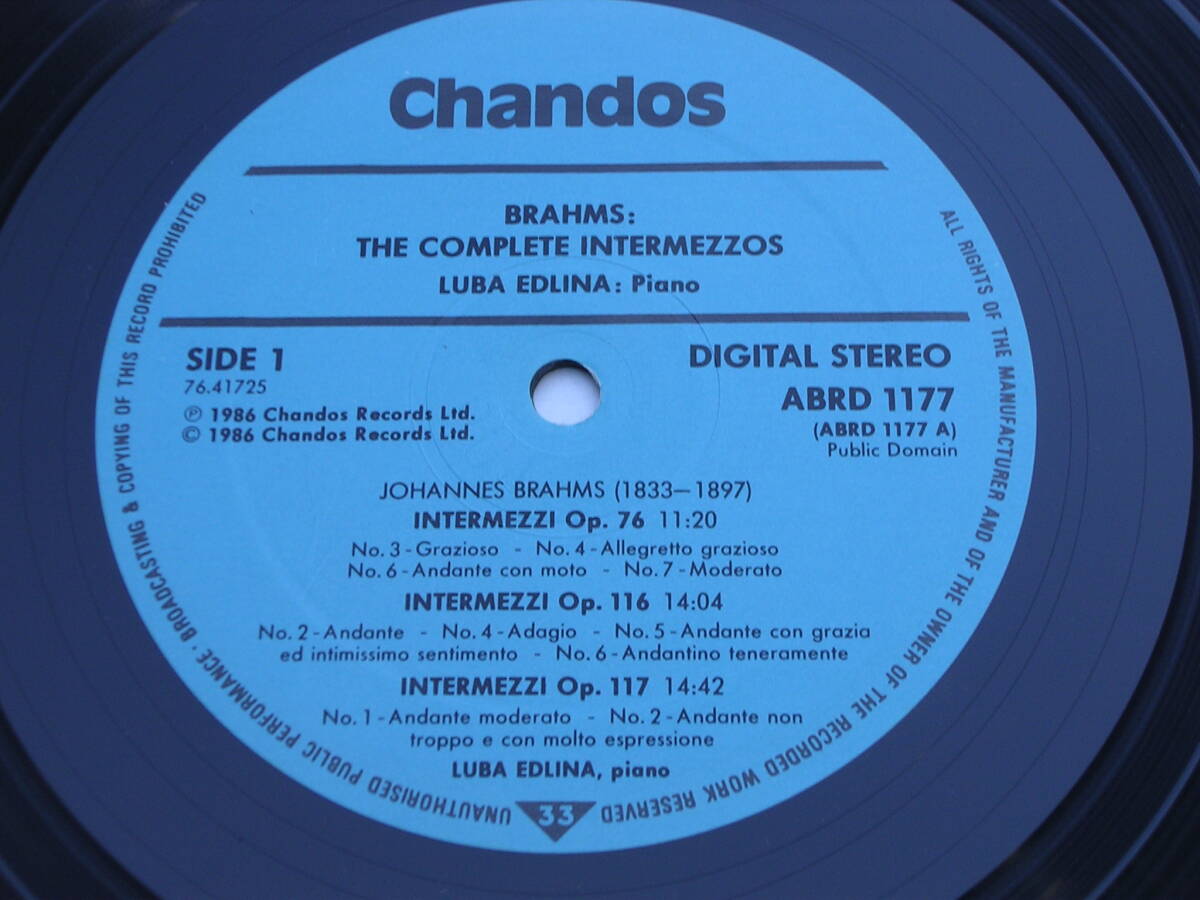 Chandos
BRAHMS:
THE COMPLETE INTERMEZZOS
LUBA EDLINA: Piano
SIDE 1
76.41725
℗ 1986 Chandos Records Ltd.
© 1986 Chandos Records Ltd.
DIGITAL STEREO
ABRD 1177
(ABRD 1177 A)
Public Domain
JOHANNES BRAHMS (1833–1897)
INTERMEZZI Op. 76 11:20
No. 3 - Grazioso - No. 4 - Allegretto grazioso
No. 6 - Andante con moto - No. 7 - Moderato
INTERMEZZI Op. 116 14:04
No. 2 - Andante - No. 4 - Adagio - No. 5 - Andante con grazia
ed intimissimo sentimento - No. 6 - Andantino teneramente
INTERMEZZI Op. 117 14:42
No. 1 - Andante moderato - No. 2 - Andante non
troppo e con molto espressione
LUBA EDLINA, piano
33
ALL RIGHTS OF THE MANUFACTURER AND OF THE OWNER OF THE RECORDED WORK RESERVED
UNAUTHORISED PUBLIC PERFORMANCE · BROADCASTING & COPYING OF THIS RECORD PROHIBITED